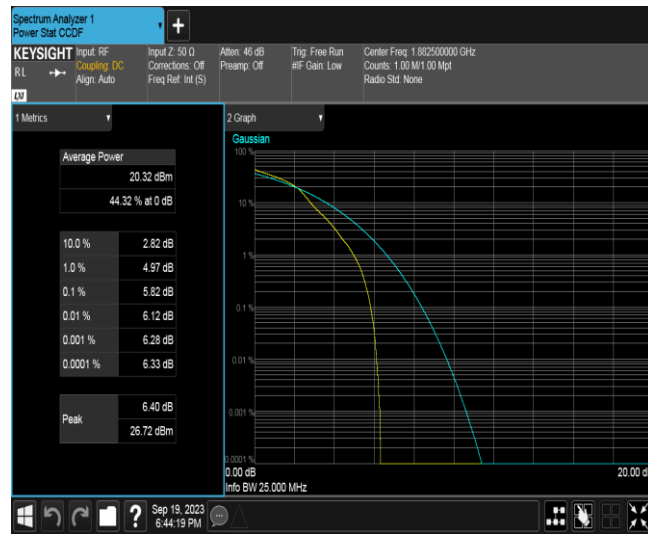 Spectrum Analyzer 1
Power Stat CCDF
+
KEYSIGHT
RL
LXI
Input: RF
Coupling: DC
Align: Auto
Input Z: 50 Ω
Corrections: Off
Freq Ref: Int (S)
Atten: 46 dB
Preamp: Off
Trig: Free Run
#IF Gain: Low
Center Freq: 1.882500000 GHz
Counts: 1.00 M/1.00 Mpt
Radio Std: None
1 Metrics
Average Power
20.32 dBm
44.32 % at 0 dB
10.0 % 2.82 dB
1.0 % 4.97 dB
0.1 % 5.82 dB
0.01 % 6.12 dB
0.001 % 6.28 dB
0.0001 % 6.33 dB
Peak
6.40 dB
26.72 dBm
2 Graph
Gaussian
100 %
10 %
1 %
0.1 %
0.01 %
0.001 %
0.0001 %
0.00 dB
20.00 d
Info BW 25.000 MHz
?
Sep 19, 2023
6:44:19 PM